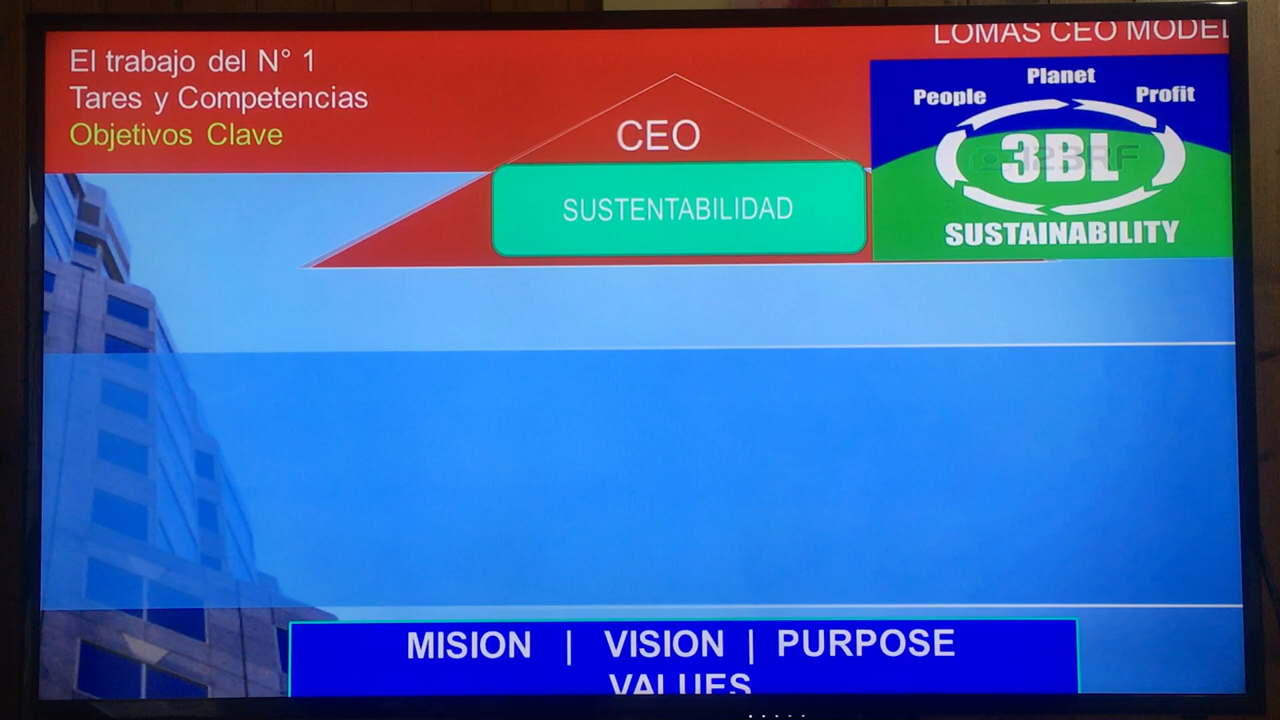 El trabajo del N° 1
Tares y Competencias
Objetivos Clave
LOMAS CEO MODEL
CEO
SUSTENTABILIDAD
People
Planet
Profit
3BL
123RF
SUSTAINABILITY
MISION | VISION | PURPOSE
VALUES